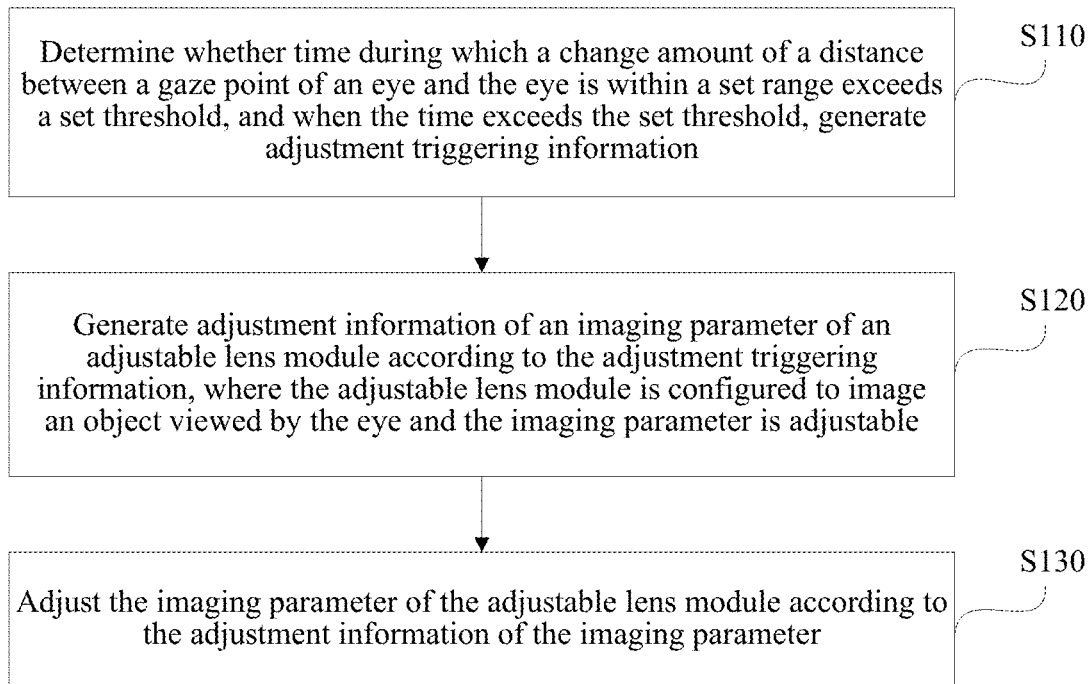 S110
Determine whether time during which a change amount of a distance
between a gaze point of an eye and the eye is within a set range exceeds
a set threshold, and when the time exceeds the set threshold, generate
adjustment triggering information
S120
Generate adjustment information of an imaging parameter of an
adjustable lens module according to the adjustment triggering
information, where the adjustable lens module is configured to image
an object viewed by the eye and the imaging parameter is adjustable
S130
Adjust the imaging parameter of the adjustable lens module according to
the adjustment information of the imaging parameter